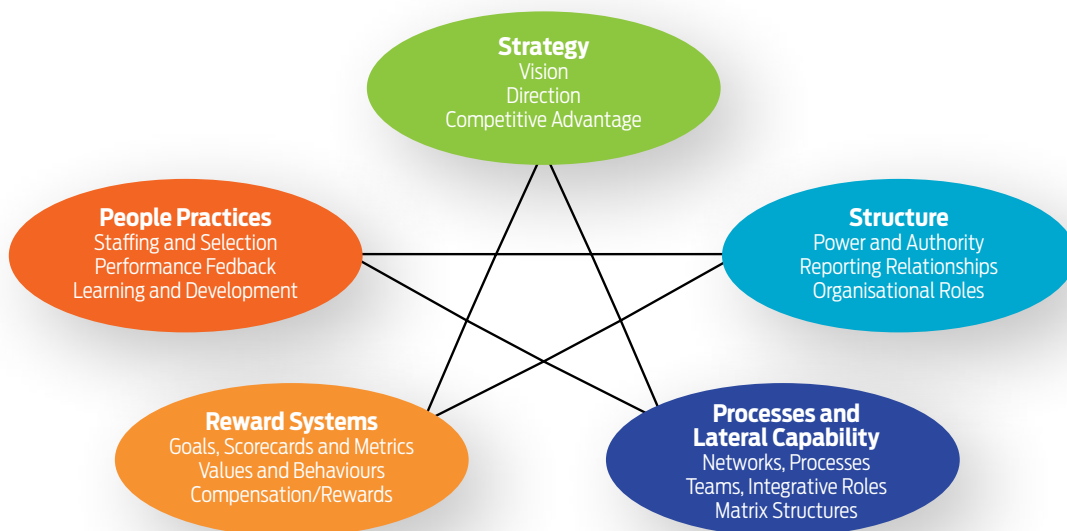 Strategy
Vision
Direction
Competitive Advantage
People Practices
Staffing and Selection
Performance Fedback
Learning and Development
Structure
Power and Authority
Reporting Relationships
Organisational Roles
Reward Systems
Goals, Scorecards and Metrics
Values and Behaviours
Compensation/Rewards
Processes and
Lateral Capability
Networks, Processes
Teams, Integrative Roles
Matrix Structures